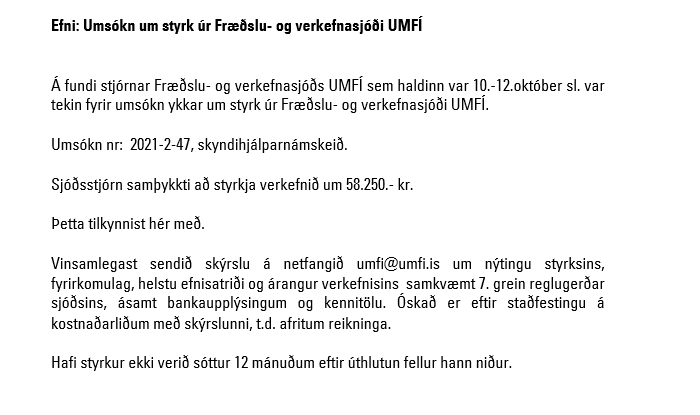 Efni: Umsókn um styrk úr Fræðslu- og verkefnasjóði UMFÍ
Á fundi stjórnar Fræðslu- og verkefnasjóðs UMFÍ sem haldinn var 10.-12.október sl. var
tekin fyrir umsókn ykkar um styrk úr Fræðslu- og verkefnasjóði UMFÍ.
Umsókn nr:  2021-2-47, skyndihjálparnámskeið.
Sjóðsstjórn samþykkti að styrkja verkefnið um 58.250.- kr.
Þetta tilkynnist hér með.
Vinsamlegast sendið skýrslu á netfangið umfi@umfi.is um nýtingu styrksins,
fyrirkomulag, helstu efnisatriði og árangur verkefnisins  samkvæmt 7. grein reglugerðar
sjóðsins, ásamt bankaupplýsingum og kennitölu. Óskað er eftir staðfestingu á
kostnaðarliðum með skýrslunni, t.d. afritum reikninga.
Hafi styrkur ekki verið sóttur 12 mánuðum eftir úthlutun fellur hann niður.